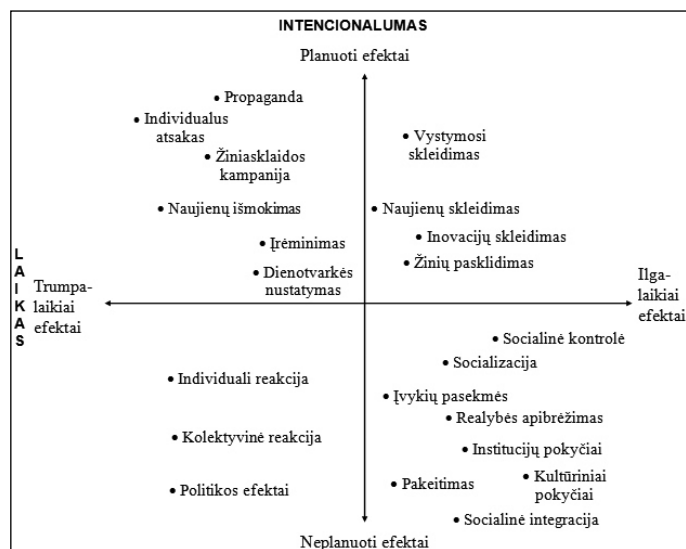 INTENCIONALUMAS
Planuoti efektai
• Propaganda
• Individualus
atsakas
• Vystymosi
skleidimas
• Žiniasklaidos
kampanija
• Naujienų išmokimas
• Naujienų skleidimas
• Įrėminimas
• Inovacijų skleidimas
• Žinių pasklidimas
• Dienotvarkės
nustatymas
LAIKAS
Trumpa-
laikiai
efektai
Ilga-
laikiai
efektai
• Socialinė kontrolė
• Socializacija
• Individuali reakcija
• Įvykių pasekmės
• Realybės apibrėžimas
• Kolektyvinė reakcija
• Institucijų pokyčiai
• Politikos efektai
• Pakeitimas
• Kultūriniai
pokyčiai
• Socialinė integracija
Neplanuoti efektai